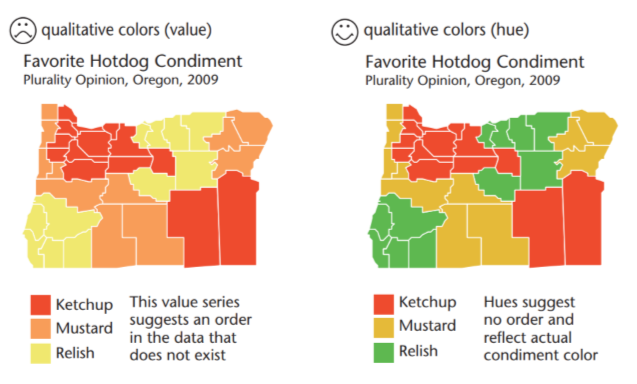 qualitative colors (value)
Favorite Hotdog Condiment
Plurality Opinion, Oregon, 2009
Ketchup
Mustard
Relish
This value series
suggests an order
in the data that
does not exist
qualitative colors (hue)
Favorite Hotdog Condiment
Plurality Opinion, Oregon, 2009
Ketchup
Mustard
Relish
Hues suggest
no order and
reflect actual
condiment color